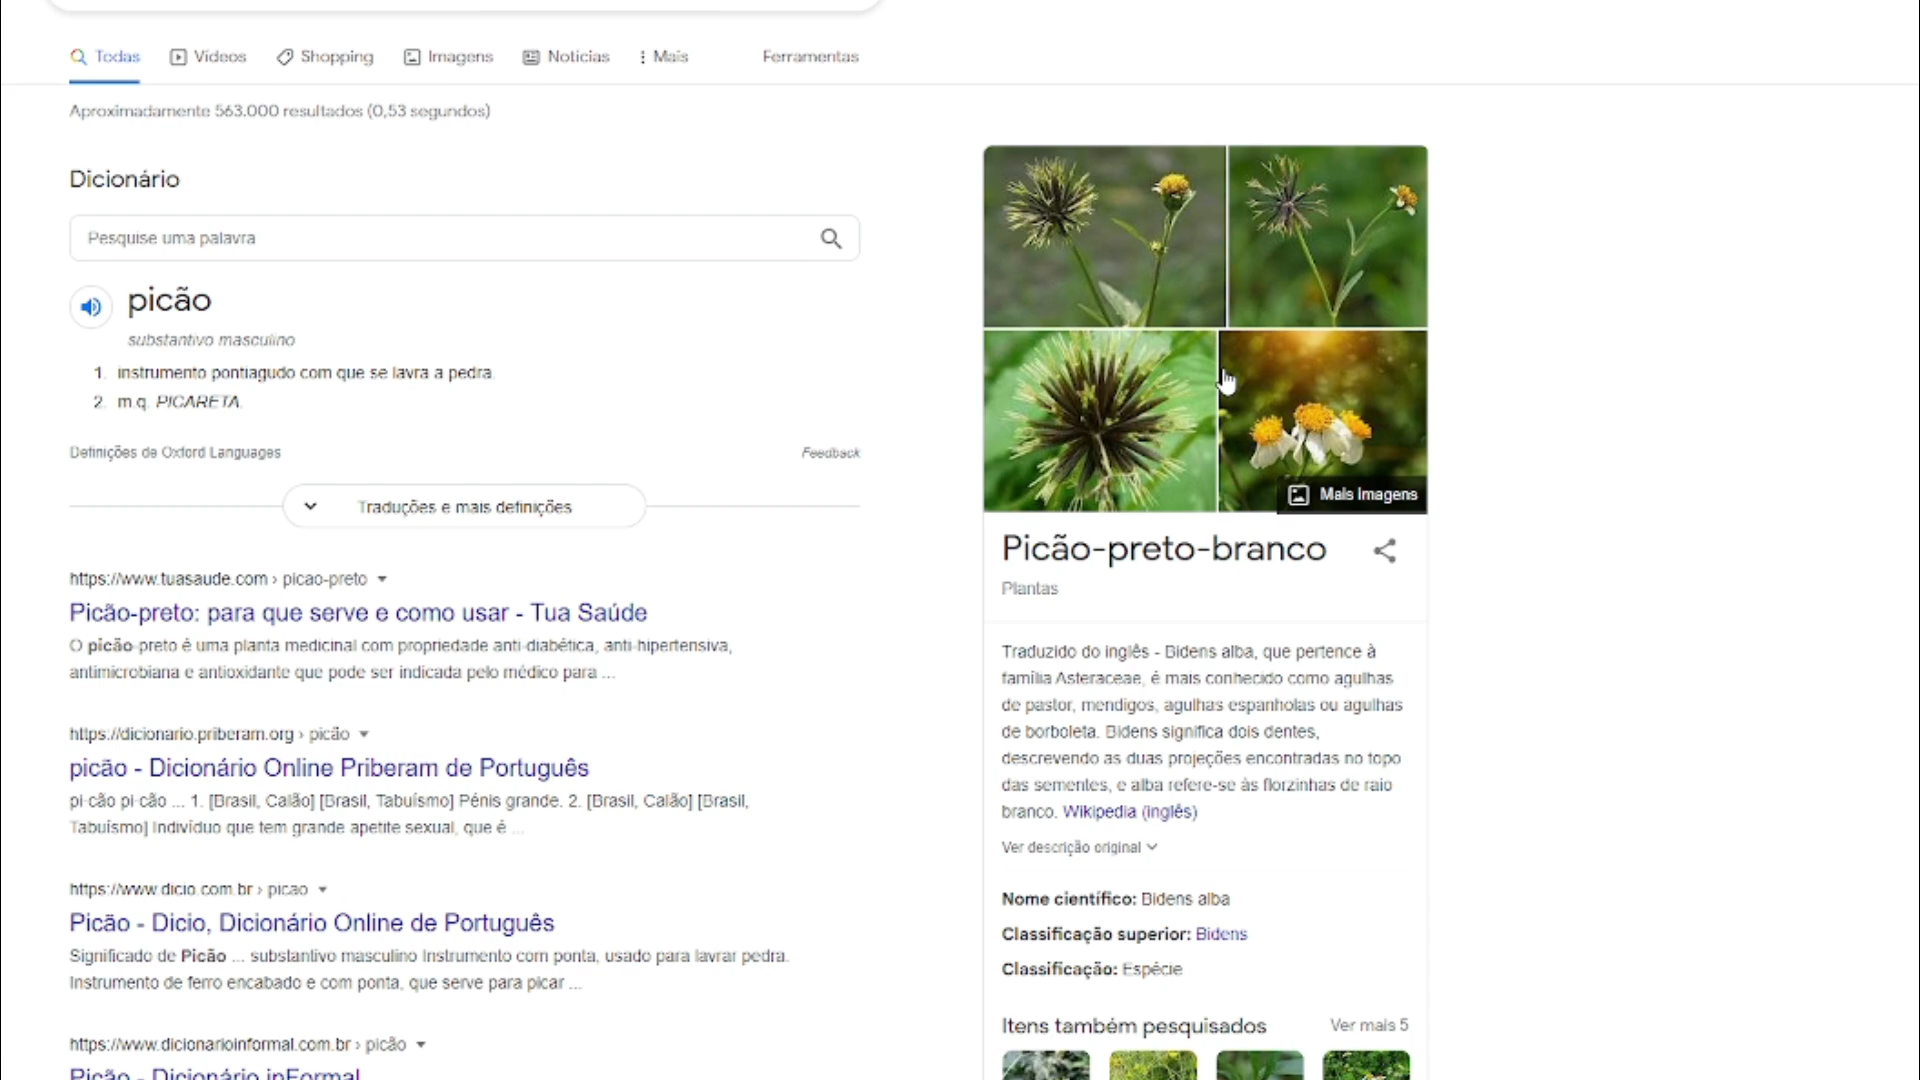 Todas Vídeos Shopping Imagens Notícias Mais Ferramentas
Aproximadamente 563.000 resultados (0,53 segundos)
Dicionário
Pesquise uma palavra
picão
substantivo masculino
1. instrumento pontiagudo com que se lavra a pedra.
2. m.q. PICARETA.
Definições de Oxford Languages Feedback
Traduções e mais definições
https://www.tuasaude.com › picao-preto
Picão-preto: para que serve e como usar - Tua Saúde
O picão-preto é uma planta medicinal com propriedade anti-diabética, anti-hipertensiva,
antimicrobiana e antioxidante que pode ser indicada pelo médico para ...
https://dicionario.priberam.org › picão
picão - Dicionário Online Priberam de Português
pi·cão pi·cão ... 1. [Brasil, Calão] [Brasil, Tabuísmo] Pénis grande. 2. [Brasil, Calão] [Brasil,
Tabuísmo] Indivíduo que tem grande apetite sexual, que é ...
https://www.dicio.com.br › picao
Picão - Dicio, Dicionário Online de Português
Significado de Picão ... substantivo masculino Instrumento com ponta, usado para lavrar pedra.
Instrumento de ferro encabado e com ponta, que serve para picar ...
https://www.dicionarioinformal.com.br › picão
Picão - Dicionário inFormal
Mais imagens
Picão-preto-branco
Plantas
Traduzido do inglês - Bidens alba, que pertence à
família Asteraceae, é mais conhecido como agulhas
de pastor, mendigos, agulhas espanholas ou agulhas
de borboleta. Bidens significa dois dentes,
descrevendo as duas projeções encontradas no topo
das sementes, e alba refere-se às florzinhas de raio
branco. Wikipedia (inglês)
Ver descrição original
Nome científico: Bidens alba
Classificação superior: Bidens
Classificação: Espécie
Itens também pesquisados Ver mais 5